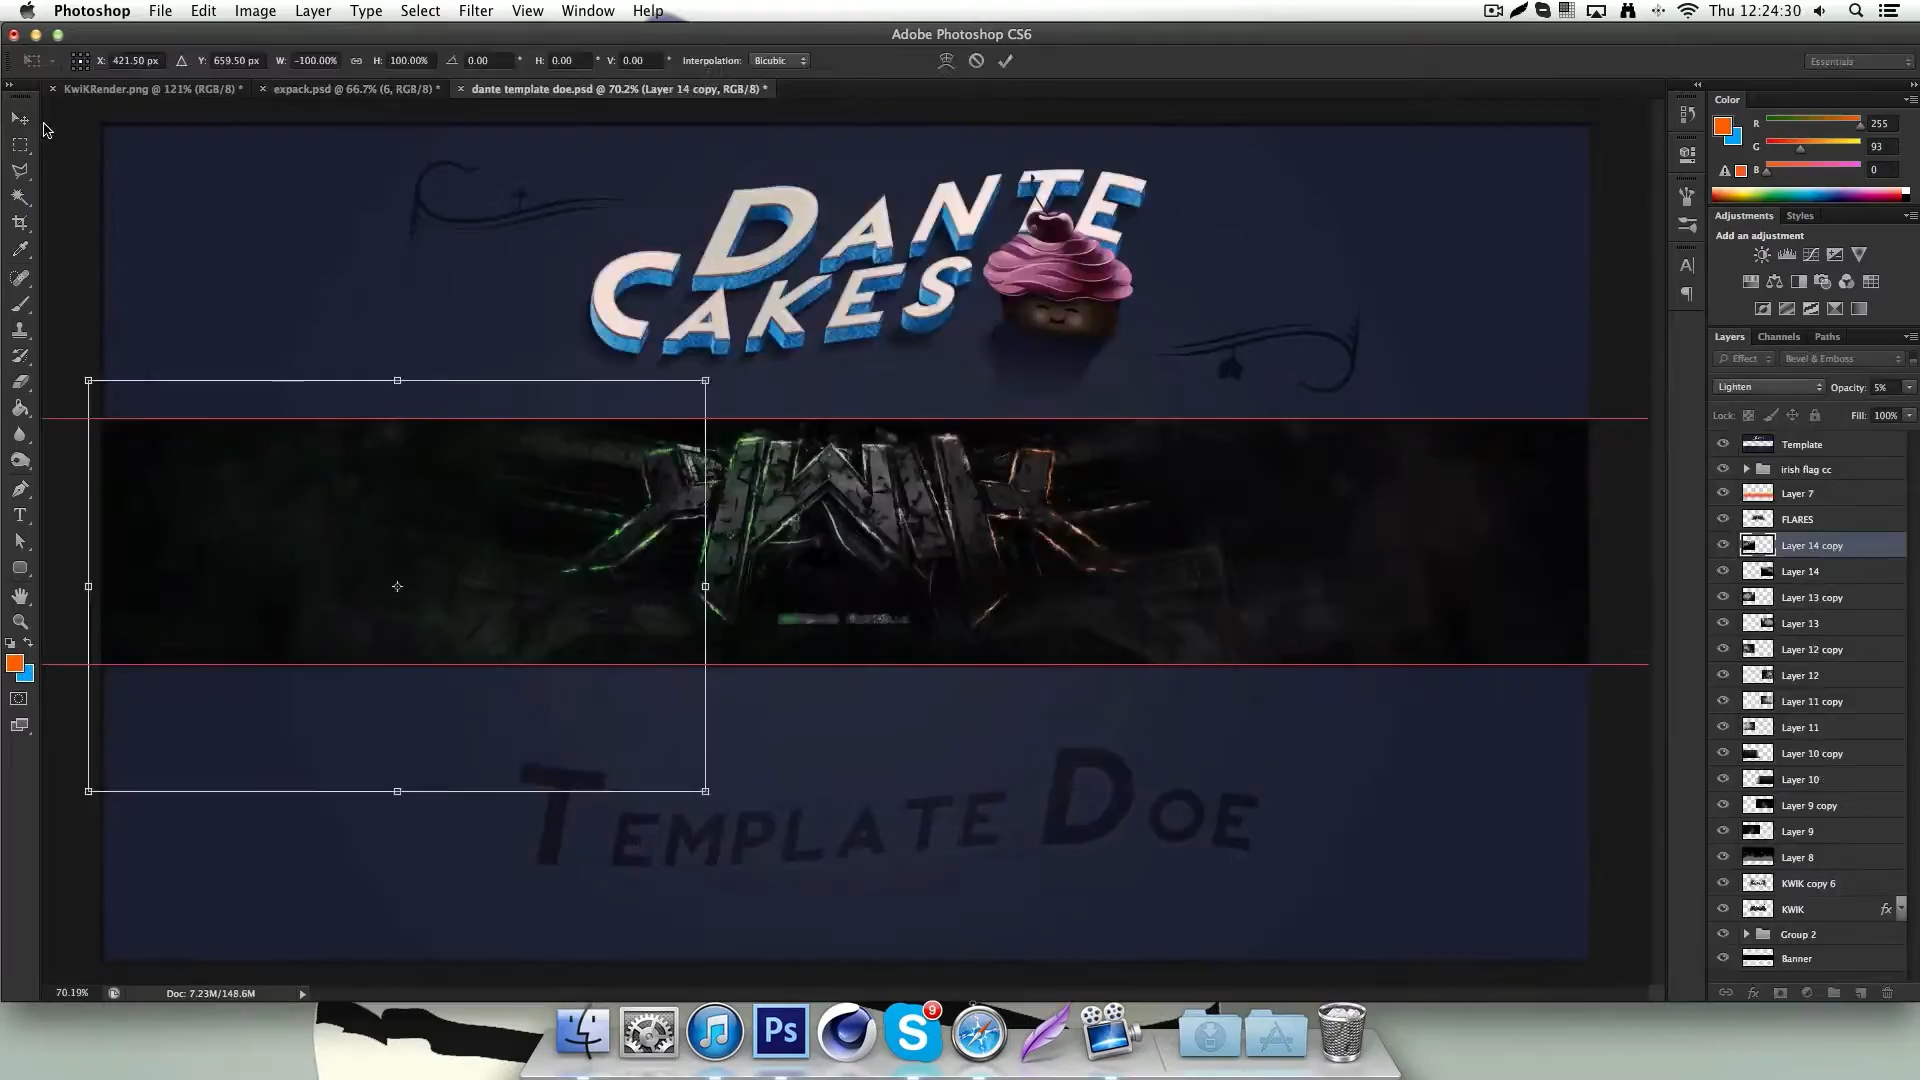 Photoshop File Edit Image Layer Type Select Filter View Window Help Thu 12:24:30
Adobe Photoshop CS6
X: 421.50 px Y: 659.50 px W: -100.00% H: 100.00% 0.00 ° H: 0.00 ° V: 0.00 ° Interpolation: Bicubic Essentials
KwiKRender.png @ 121% (RGB/8) * expack.psd @ 66.7% (6, RGB/8) * dante template doe.psd @ 70.2% (Layer 14 copy, RGB/8) *
Color
R 255
G 93
B 0
DANTE
CAKES
Adjustments Styles
Add an adjustment
Layers Channels Paths
Effect Bevel & Emboss
Lighten Opacity: 5%
Lock: Fill: 100%
Template
irish flag cc
Layer 7
FLARES
Layer 14 copy
Layer 14
Layer 13 copy
Layer 13
Layer 12 copy
Layer 12
Layer 11 copy
Layer 11
Layer 10 copy
Layer 10
Layer 9 copy
Layer 9
Layer 8
KWIK copy 6
KWIK fx
Group 2
Banner
KWIK
TEMPLATE DOE
70.19% Doc: 7.23M/148.6M
fx
Ps
S
9